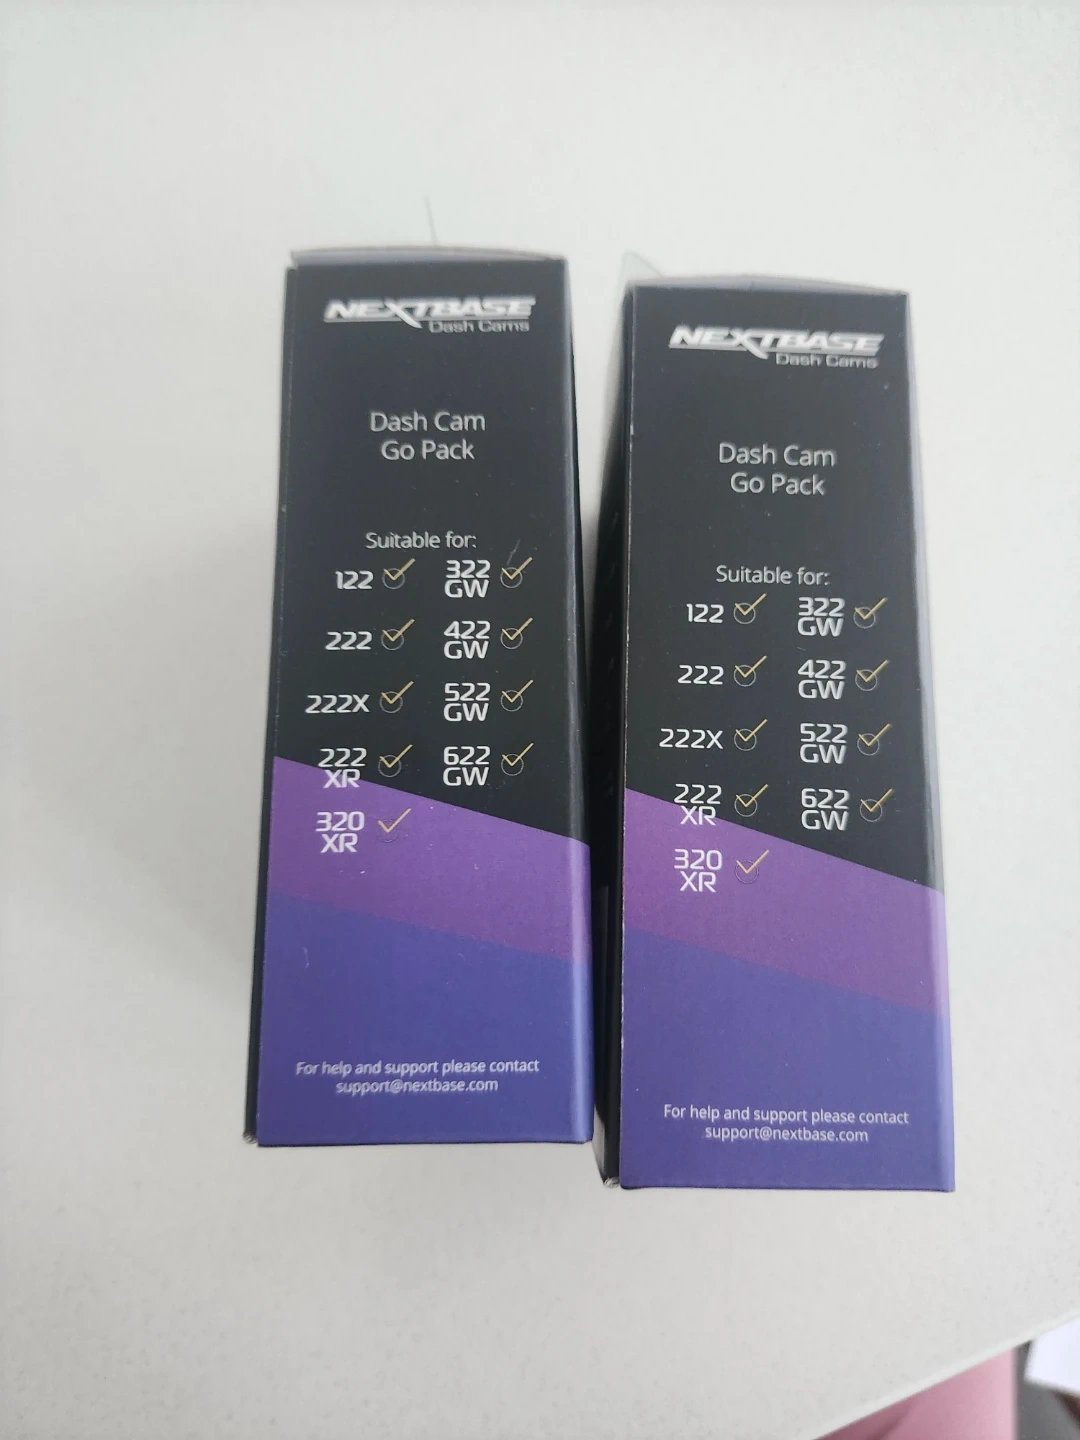 NEXTBASE
Dash Cams
Dash Cam
Go Pack
Suitable for:
122 322 GW
222 422 GW
222X 522 GW
222 XR 622 GW
320 XR
For help and support please contact
support@nextbase.com
NEXTBASE
Dash Cams
Dash Cam
Go Pack
Suitable for:
122 322 GW
222 422 GW
222X 522 GW
222 XR 622 GW
320 XR
For help and support please contact
support@nextbase.com